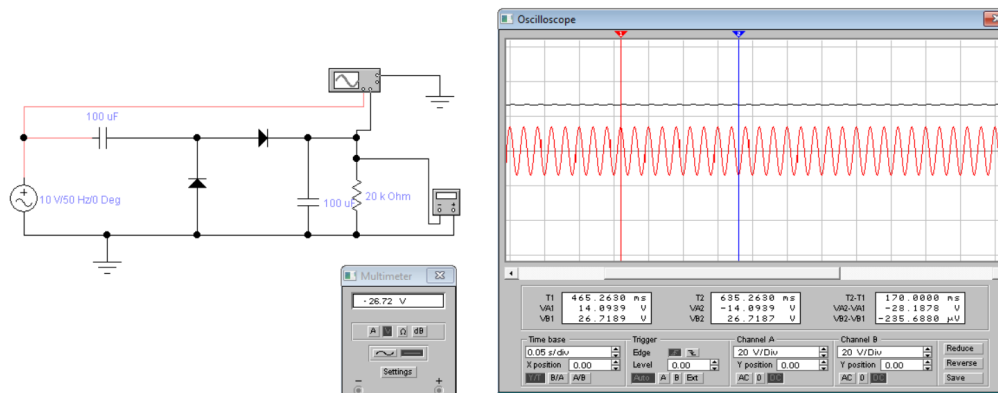 100 uF
10 V/50 Hz/0 Deg
100 uF
20 k Ohm
Multimeter
- 26.72 V
A V Ω dB
Settings
− +
Oscilloscope
1 2
T1 465.2630 ms
VA1 14.0939 V
VB1 26.7189 V
T2 635.2630 ms
VA2 -14.0939 V
VB2 26.7187 V
T2-T1 170.0000 ms
VA2-VA1 -28.1878 V
VB2-VB1 -235.6880 µV
Time base
0.05 s/div
X position 0.00
Y/T B/A A/B
Trigger
Edge
Level 0.00
Auto A B Ext
Channel A
20 V/Div
Y position 0.00
AC 0 DC
Channel B
20 V/Div
Y position 0.00
AC 0 DC
Reduce
Reverse
Save